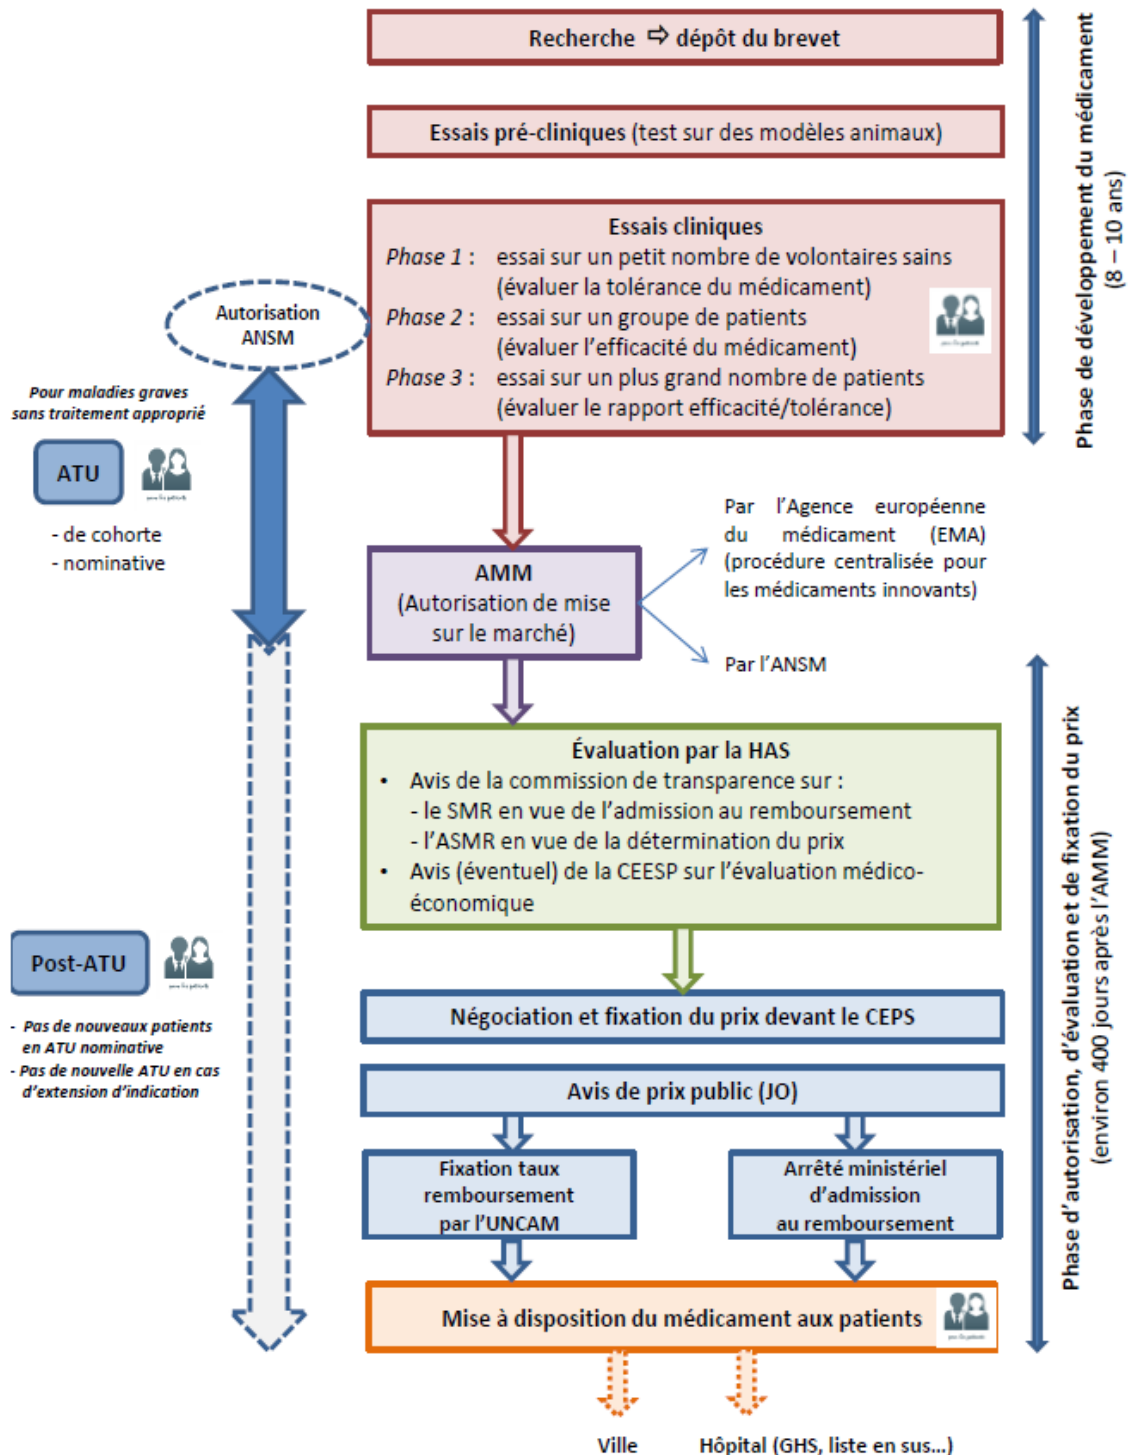 Recherche ⇨ dépôt du brevet
Essais pré-cliniques (test sur des modèles animaux)
Essais cliniques
Phase 1 : essai sur un petit nombre de volontaires sains
(évaluer la tolérance du médicament)
Phase 2 : essai sur un groupe de patients
(évaluer l'efficacité du médicament)
Phase 3 : essai sur un plus grand nombre de patients
(évaluer le rapport efficacité/tolérance)
Phase de développement du médicament
(8 – 10 ans)
Autorisation
ANSM
Pour maladies graves
sans traitement approprié
ATU
- de cohorte
- nominative
AMM
(Autorisation de mise
sur le marché)
Par l'Agence européenne
du médicament (EMA)
(procédure centralisée pour
les médicaments innovants)
Par l'ANSM
Évaluation par la HAS
• Avis de la commission de transparence sur :
- le SMR en vue de l'admission au remboursement
- l'ASMR en vue de la détermination du prix
• Avis (éventuel) de la CEESP sur l'évaluation médico-
économique
Post-ATU
- Pas de nouveaux patients
en ATU nominative
- Pas de nouvelle ATU en cas
d'extension d'indication
Négociation et fixation du prix devant le CEPS
Avis de prix public (JO)
Fixation taux
remboursement
par l'UNCAM
Arrêté ministériel
d'admission
au remboursement
Mise à disposition du médicament aux patients
Phase d'autorisation, d'évaluation et de fixation du prix
(environ 400 jours après l'AMM)
Ville
Hôpital (GHS, liste en sus...)